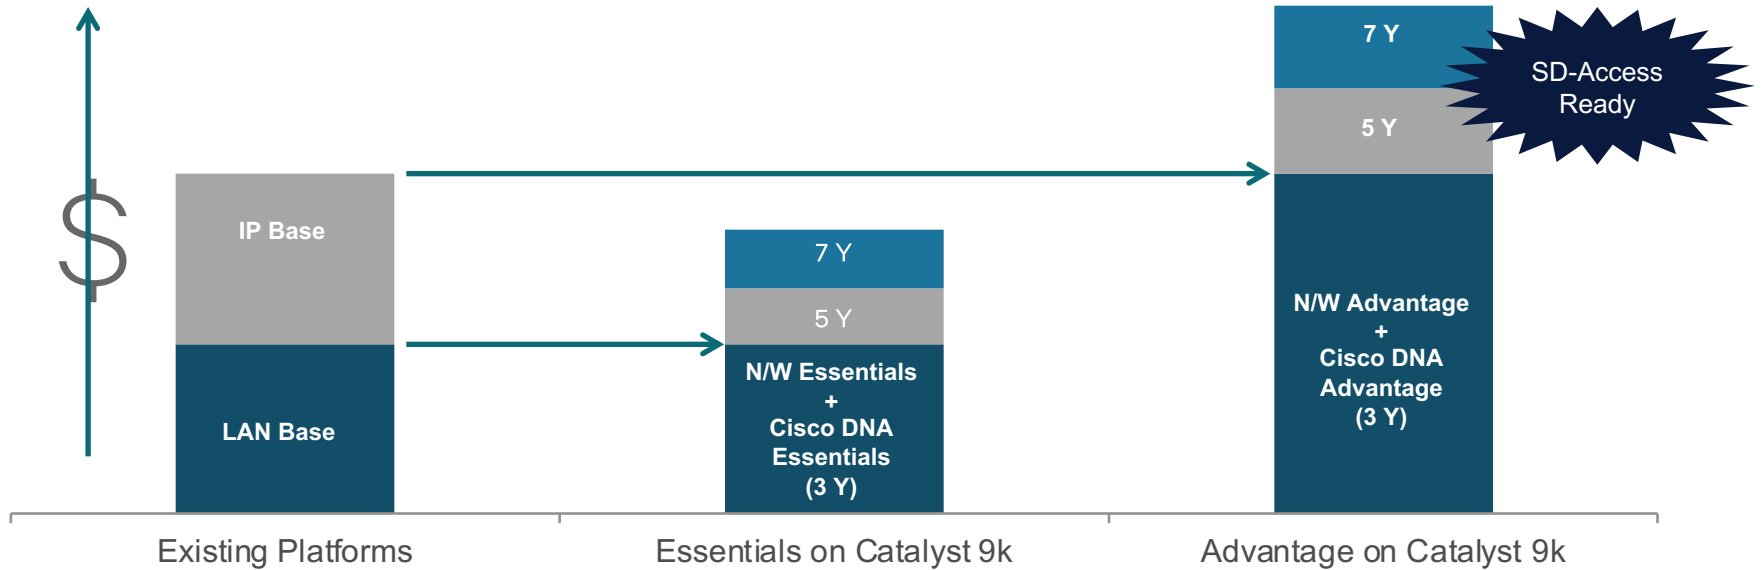 $
IP Base
LAN Base
7 Y
5 Y
N/W Essentials
+
Cisco DNA
Essentials
(3 Y)
7 Y
5 Y
N/W Advantage
+
Cisco DNA
Advantage
(3 Y)
SD-Access
Ready
Existing Platforms
Essentials on Catalyst 9k
Advantage on Catalyst 9k